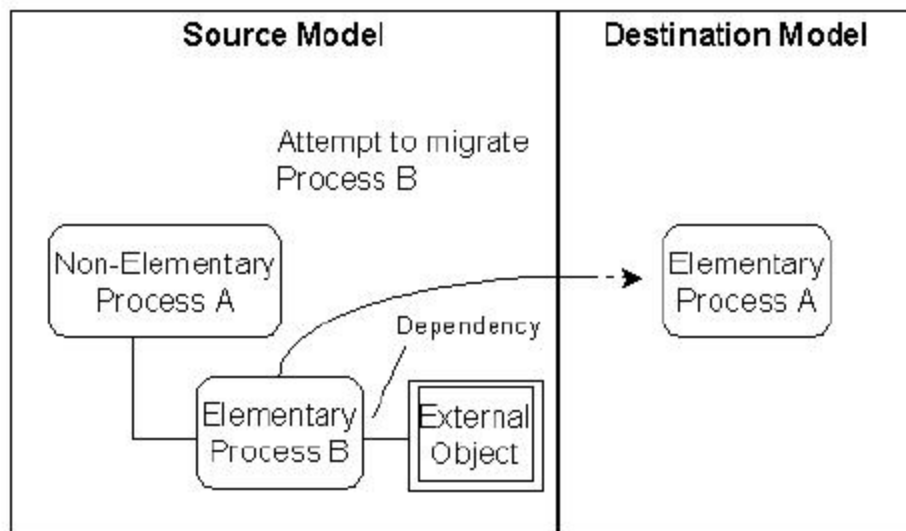 Source Model
Destination Model
Attempt to migrate
Process B
Non-Elementary
Process A
Elementary
Process A
Dependency
Elementary
Process B
External
Object